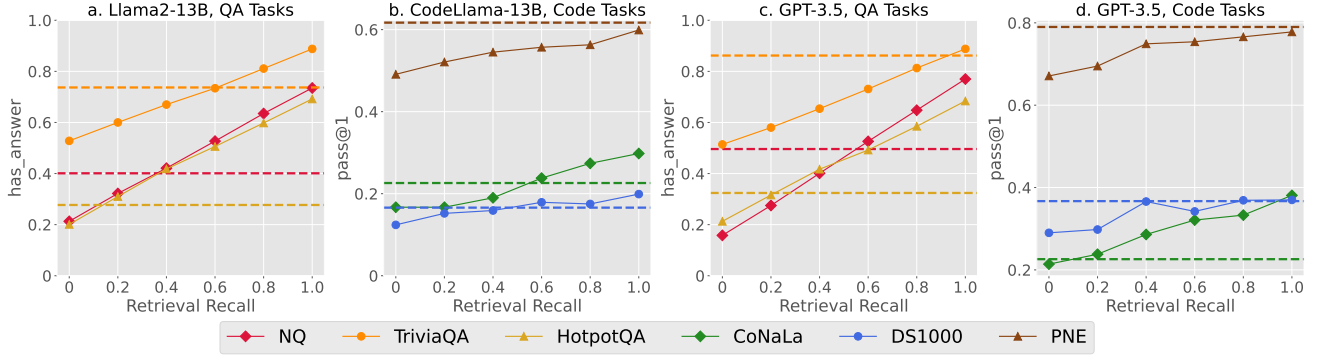 a. Llama2-13B, QA Tasks
has_answer
1.0
0.8
0.6
0.4
0.2
0
0 0.2 0.4 0.6 0.8 1.0
Retrieval Recall
b. CodeLlama-13B, Code Tasks
pass@1
0.6
0.4
0.2
0
0 0.2 0.4 0.6 0.8 1.0
Retrieval Recall
c. GPT-3.5, QA Tasks
has_answer
1.0
0.8
0.6
0.4
0.2
0
0 0.2 0.4 0.6 0.8 1.0
Retrieval Recall
d. GPT-3.5, Code Tasks
pass@1
0.8
0.6
0.4
0.2
0 0.2 0.4 0.6 0.8 1.0
Retrieval Recall
NQ TriviaQA HotpotQA CoNaLa DS1000 PNE